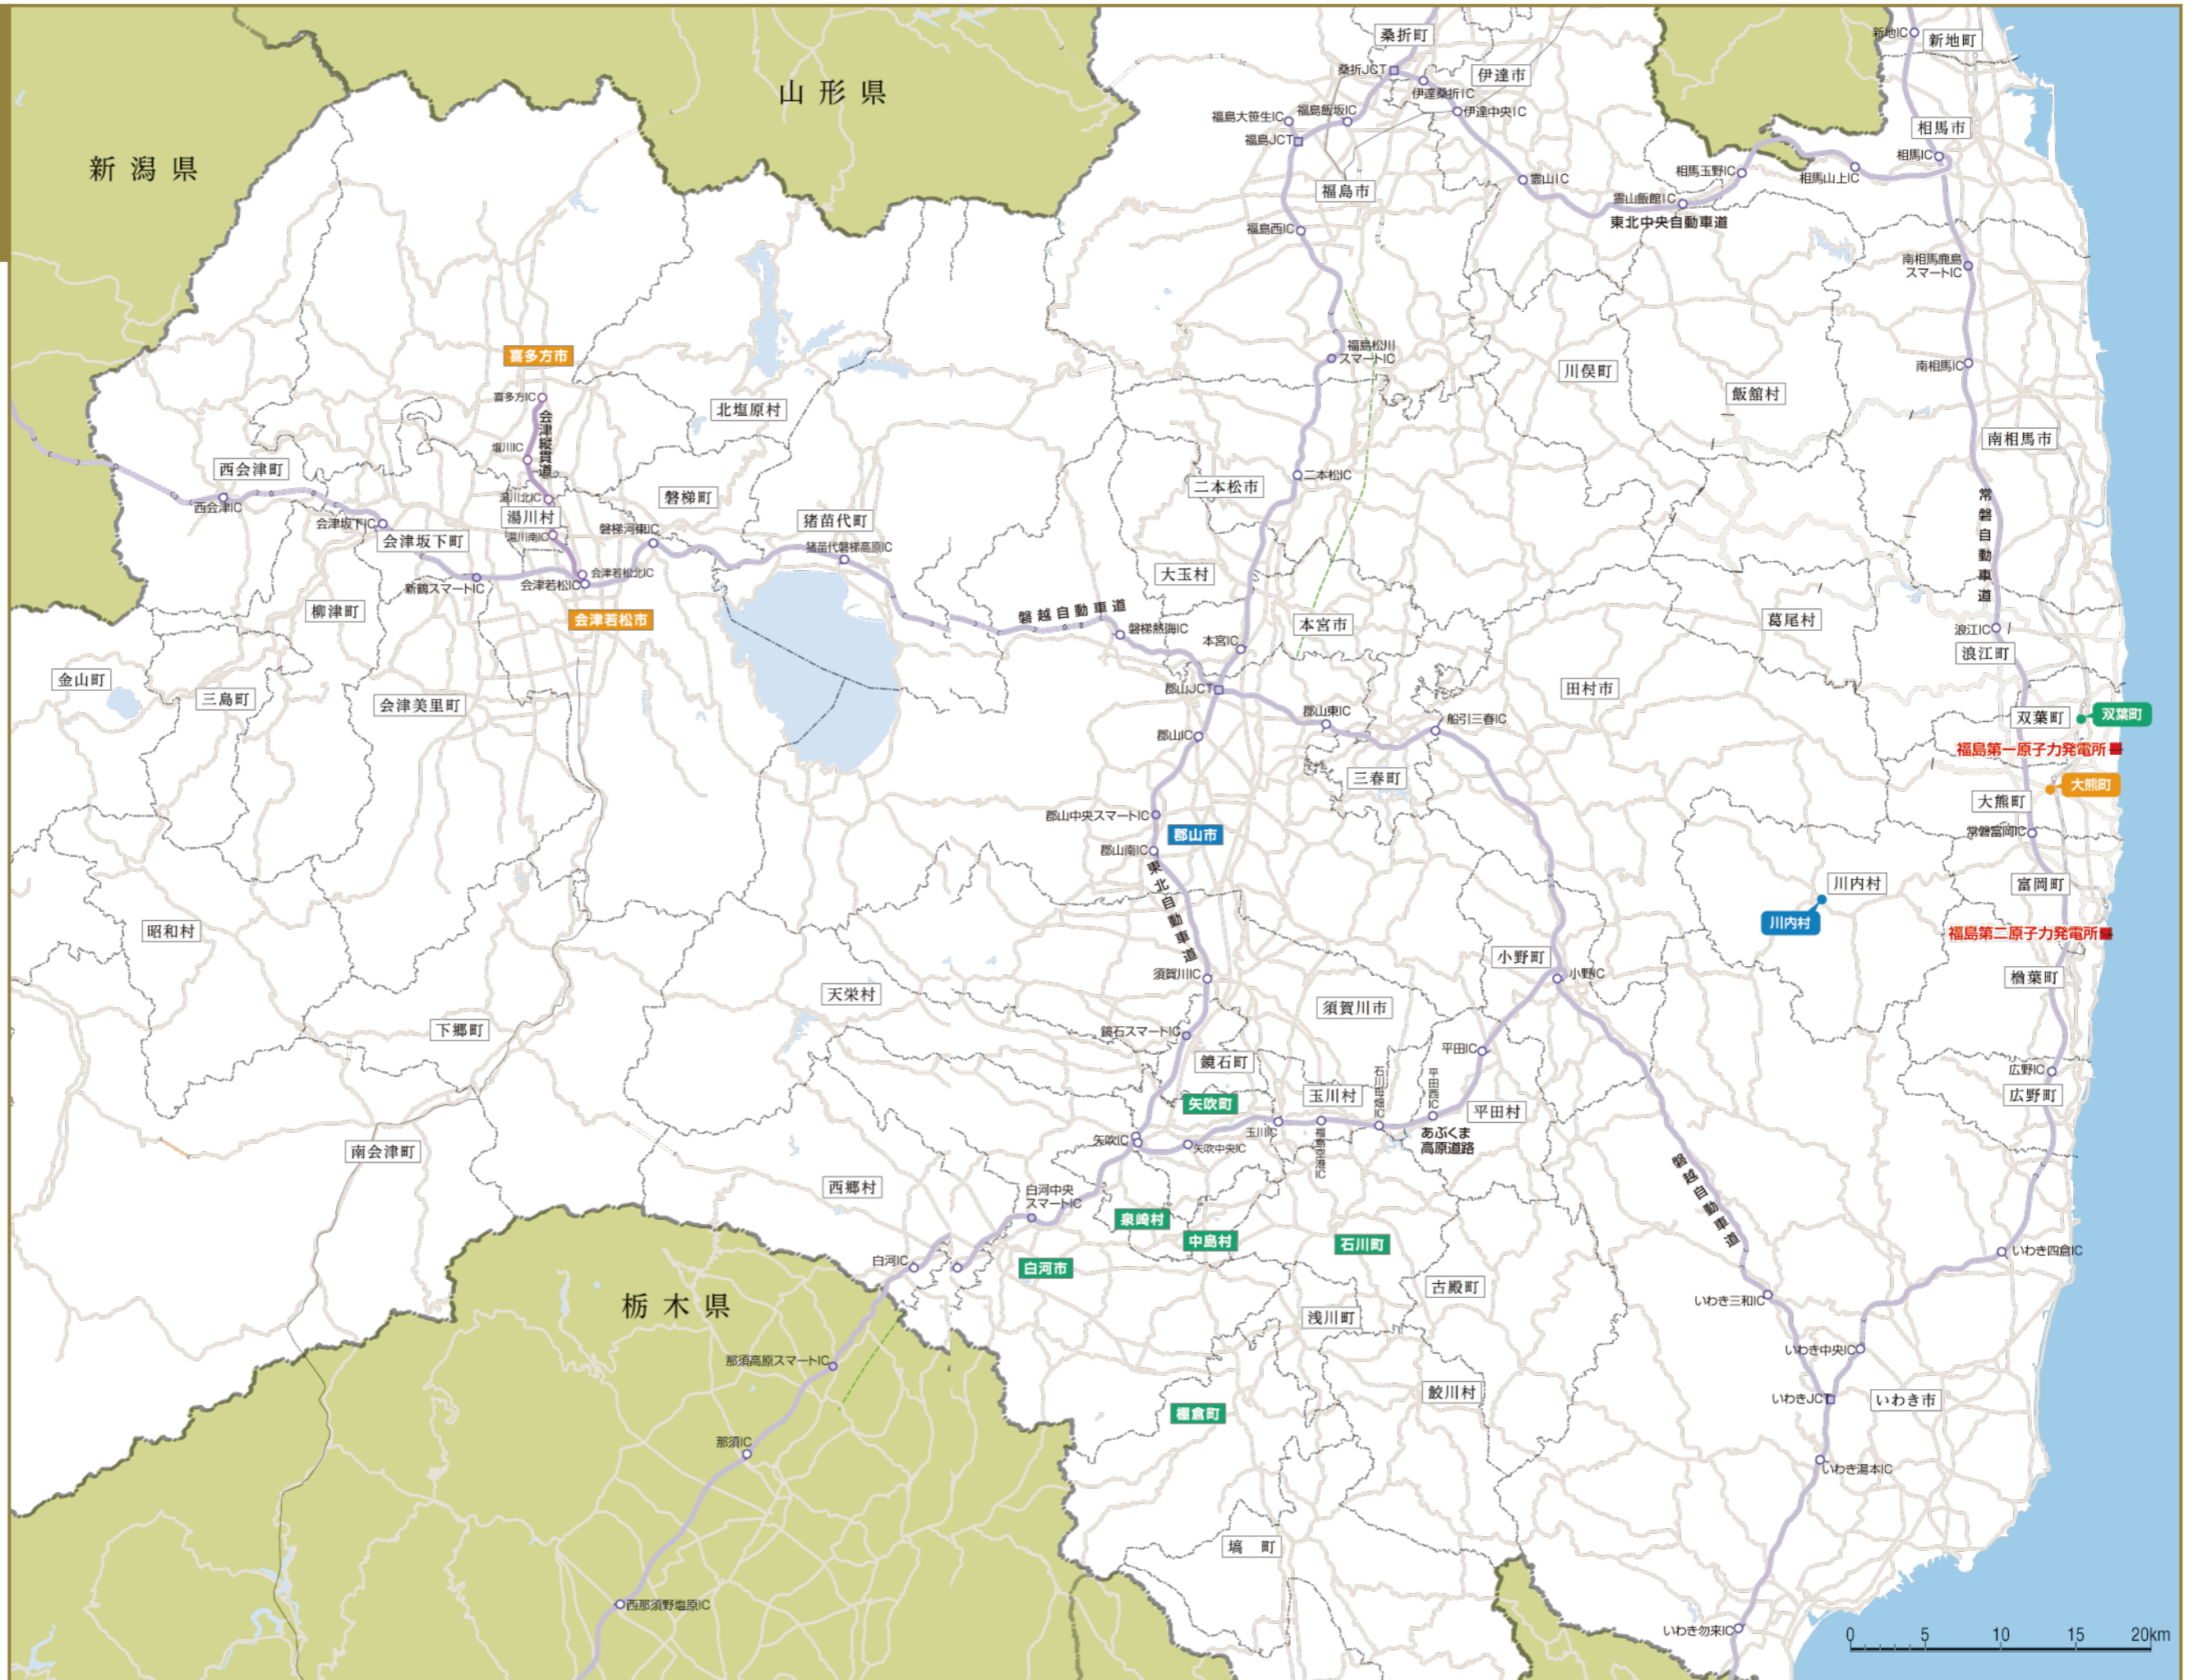 新潟県
山形県
栃木県
桑折町
桑折JCT
伊達市
伊達桑折IC
伊達中央IC
福島大笹生IC
福島飯坂IC
福島JCT
福島市
霊山IC
福島西IC
新地IC
新地町
相馬市
相馬IC
相馬玉野IC
相馬山上IC
霊山飯館IC
東北中央自動車道
南相馬鹿島
スマートIC
福島松川
スマートIC
川俣町
飯舘村
南相馬IC
南相馬市
喜多方市
喜多方IC
会津縦貫道
北塩原村
塩川IC
西会津町
西会津IC
湯川北IC
湯川村
湯川南IC
磐梯町
磐梯河東IC
猪苗代町
猪苗代磐梯高原IC
会津坂下IC
会津坂下町
新鶴スマートIC
会津若松IC
会津若松北IC
会津若松市
柳津町
金山町
三島町
会津美里町
二本松IC
二本松市
大玉村
磐越自動車道
磐梯熱海IC
本宮IC
本宮市
常磐自動車道
葛尾村
浪江IC
浪江町
田村市
郡山JCT
郡山東IC
船引三春IC
郡山IC
三春町
双葉町
双葉町
福島第一原子力発電所
大熊町
大熊町
常磐富岡IC
郡山中央スマートIC
郡山市
郡山南IC
東北自動車道
川内村
川内村
富岡町
福島第二原子力発電所
昭和村
下郷町
天栄村
須賀川IC
須賀川市
小野町
小野IC
楢葉町
鏡石スマートIC
鏡石町
平田IC
平田西IC
石川母畑IC
玉川村
平田村
広野IC
広野町
矢吹町
矢吹IC
矢吹中央IC
玉川IC
福島空港IC
あぶくま
高原道路
南会津町
西郷村
白河中央
スマートIC
泉崎村
中島村
石川町
白河IC
白河市
磐越自動車道
いわき四倉IC
古殿町
浅川町
いわき三和IC
いわき中央IC
那須高原スマートIC
棚倉町
鮫川村
いわきJCT
いわき市
那須IC
いわき湯本IC
塙 町
西那須野塩原IC
いわき勿来IC
0 5 10 15 20km